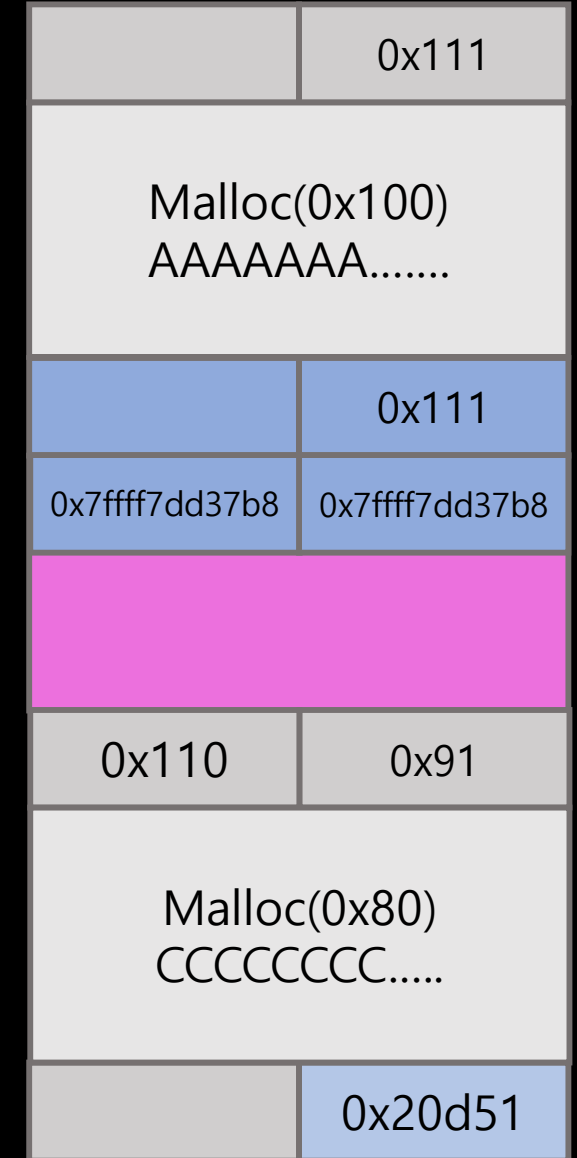 0x111
Malloc(0x100)
AAAAAAA.......
0x111
0x7ffff7dd37b8 0x7ffff7dd37b8
0x110 0x91
Malloc(0x80)
CCCCCCCC.....
0x20d51